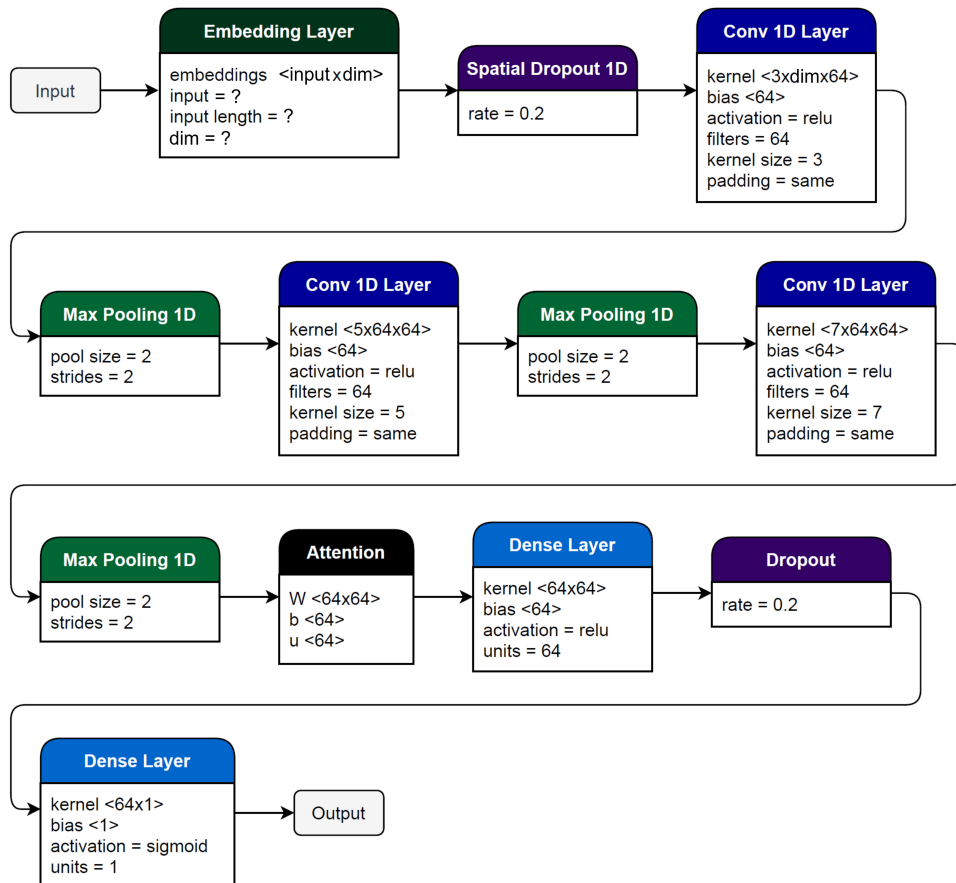 Input
Embedding Layer
embeddings <input x dim>
input = ?
input length = ?
dim = ?
Spatial Dropout 1D
rate = 0.2
Conv 1D Layer
kernel <3xdimx64>
bias <64>
activation = relu
filters = 64
kernel size = 3
padding = same
Max Pooling 1D
pool size = 2
strides = 2
Conv 1D Layer
kernel <5x64x64>
bias <64>
activation = relu
filters = 64
kernel size = 5
padding = same
Max Pooling 1D
pool size = 2
strides = 2
Conv 1D Layer
kernel <7x64x64>
bias <64>
activation = relu
filters = 64
kernel size = 7
padding = same
Max Pooling 1D
pool size = 2
strides = 2
Attention
W <64x64>
b <64>
u <64>
Dense Layer
kernel <64x64>
bias <64>
activation = relu
units = 64
Dropout
rate = 0.2
Dense Layer
kernel <64x1>
bias <1>
activation = sigmoid
units = 1
Output